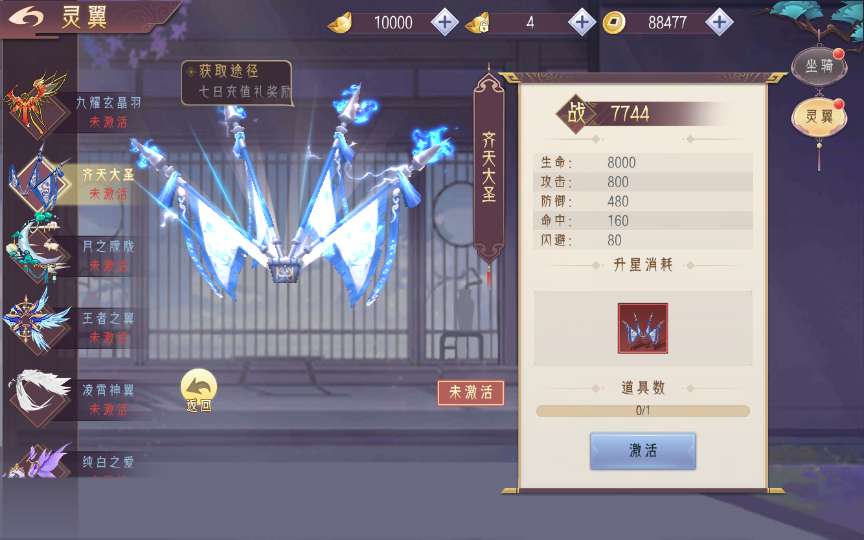 灵翼
10000
4
88477
九耀玄晶羽
未激活
齐天大圣
未激活
月之朦胧
未激活
王者之翼
未激活
凌霄神翼
未激活
纯白之爱
获取途径
七日充值礼奖励
返回
未激活
齐天大圣
战 7744
生命： 8000
攻击： 800
防御： 480
命中： 160
闪避： 80
升星消耗
道具数
0/1
激活
坐骑
灵翼